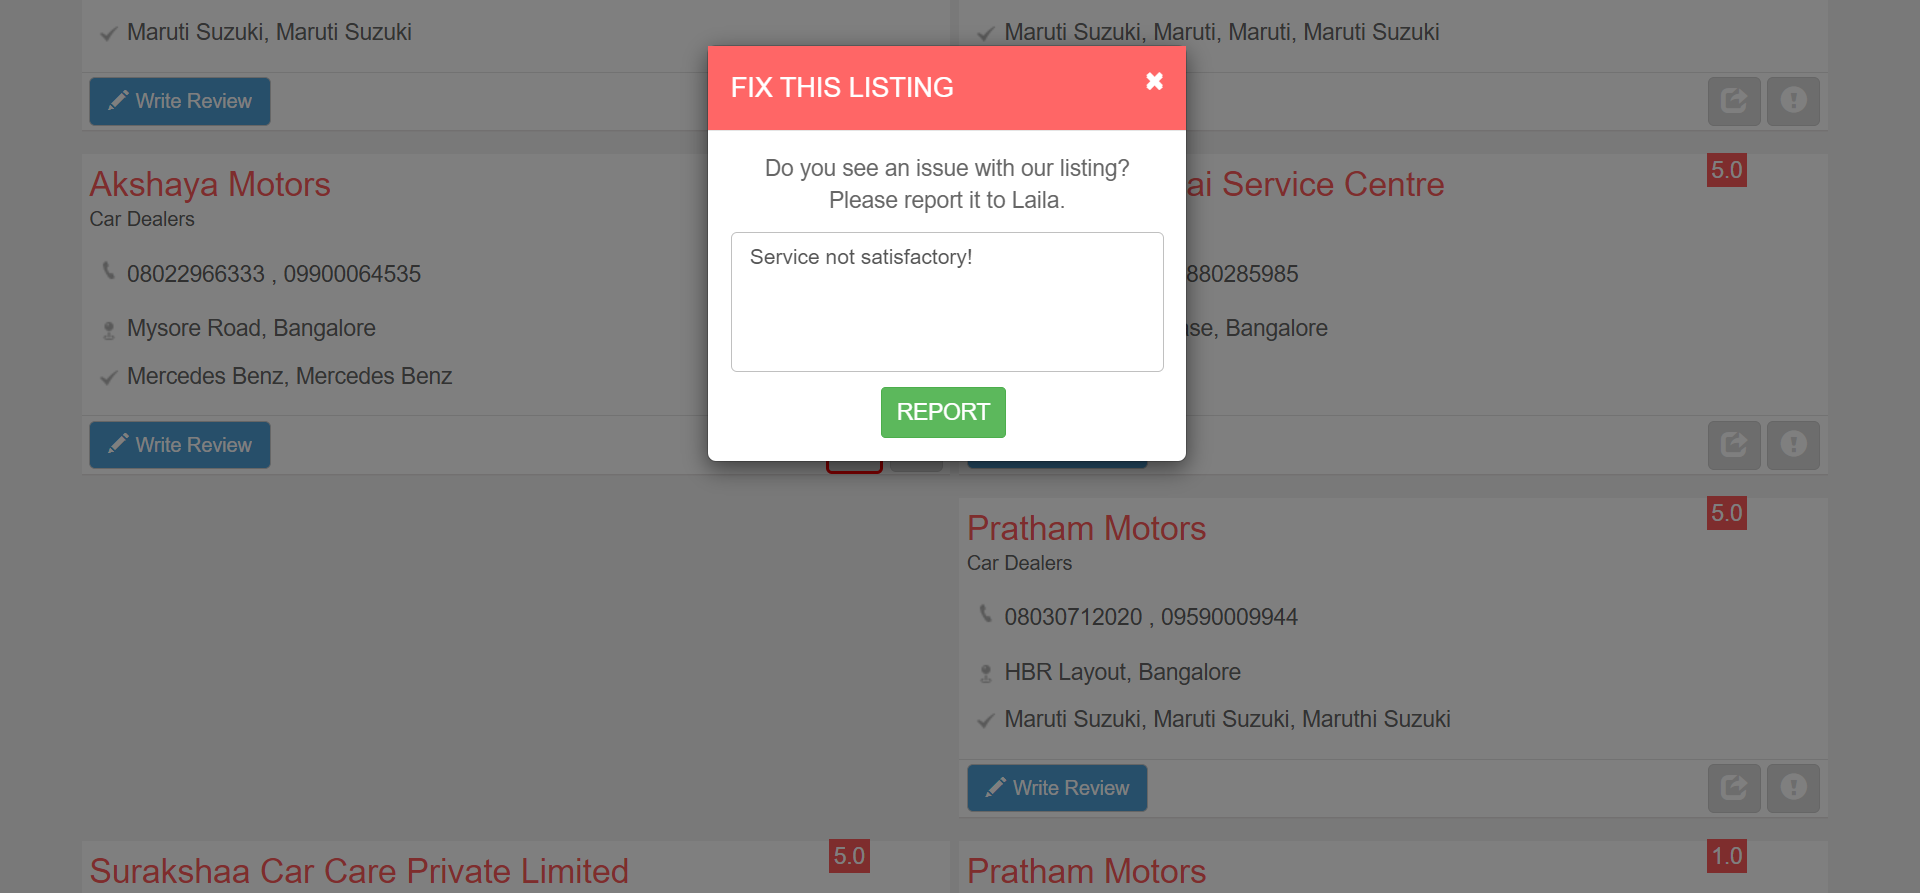 Maruti Suzuki, Maruti Suzuki
Write Review
Maruti Suzuki, Maruti, Maruti, Maruti Suzuki
FIX THIS LISTING
Do you see an issue with our listing?
Please report it to Laila.
Service not satisfactory!
REPORT
Akshaya Motors
Car Dealers
08022966333 , 09900064535
Mysore Road, Bangalore
Mercedes Benz, Mercedes Benz
Write Review
Service Centre
5.0
880285985
Bangalore
Pratham Motors
5.0
Car Dealers
08030712020 , 09590009944
HBR Layout, Bangalore
Maruti Suzuki, Maruti Suzuki, Maruthi Suzuki
Write Review
Surakshaa Car Care Private Limited
5.0
Pratham Motors
1.0